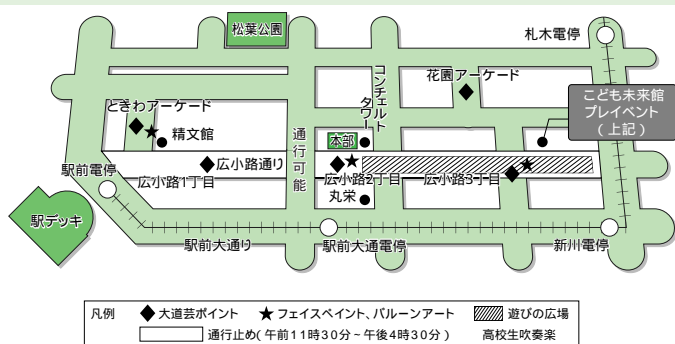 松葉公園
札木電停
コンチェルト
タワー
花園アーケード
ときわアーケード
こども未来館
プレイベント
(上記)
精文館
通行可能
本部
広小路通り
駅前電停
広小路1丁目
広小路2丁目
広小路3丁目
丸栄
駅デッキ
駅前大通り
駅前大通電停
新川電停
凡例 ◆大道芸ポイント ★フェイスペイント、バルーンアート 遊びの広場
通行止め(午前11時30分~午後4時30分) 高校生吹奏楽